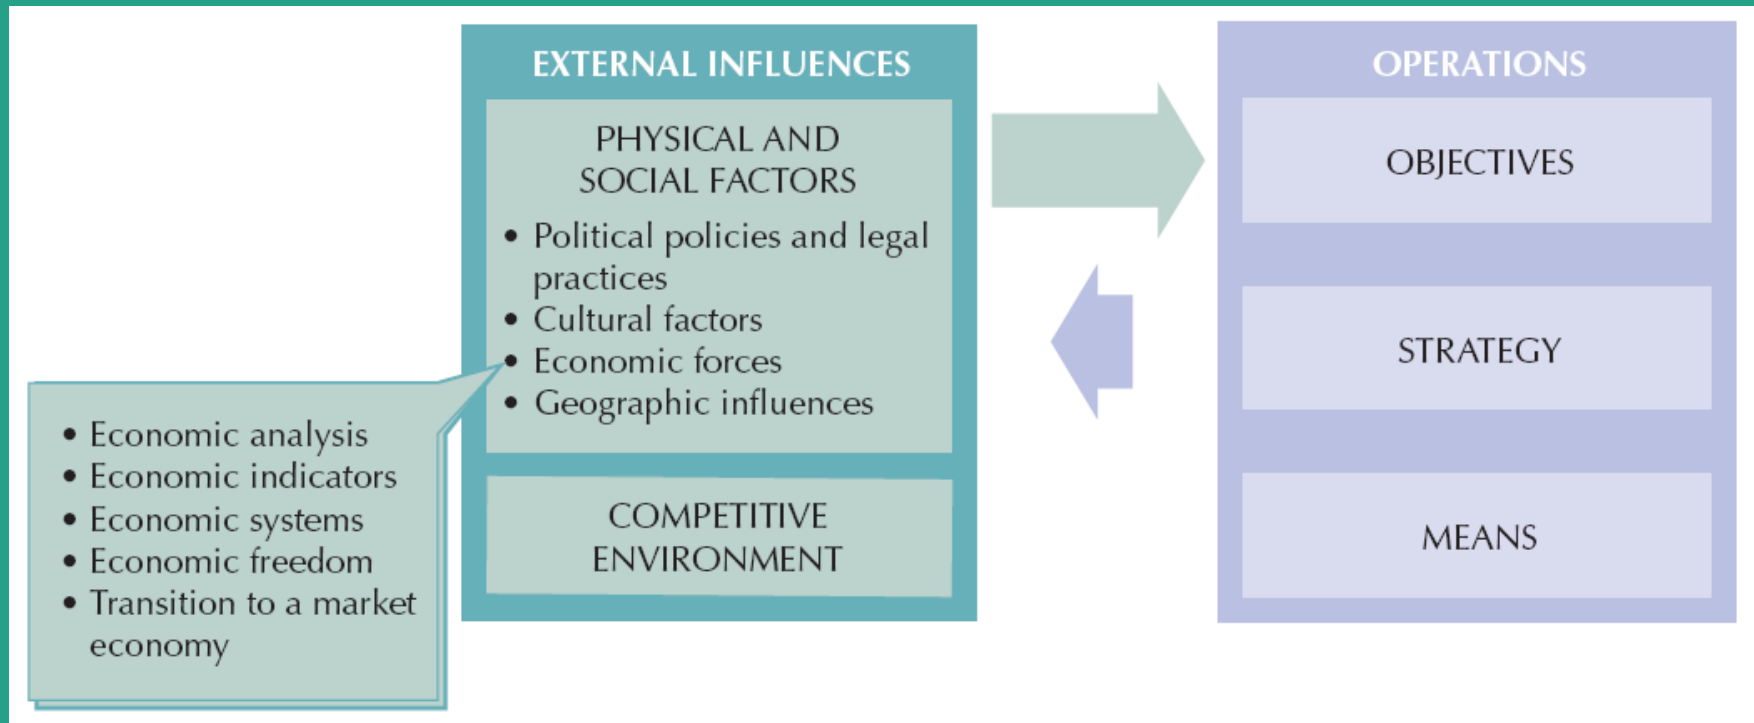 EXTERNAL INFLUENCES
PHYSICAL AND
SOCIAL FACTORS
• Political policies and legal
practices
• Cultural factors
• Economic forces
• Geographic influences
COMPETITIVE
ENVIRONMENT
• Economic analysis
• Economic indicators
• Economic systems
• Economic freedom
• Transition to a market
economy
OPERATIONS
OBJECTIVES
STRATEGY
MEANS